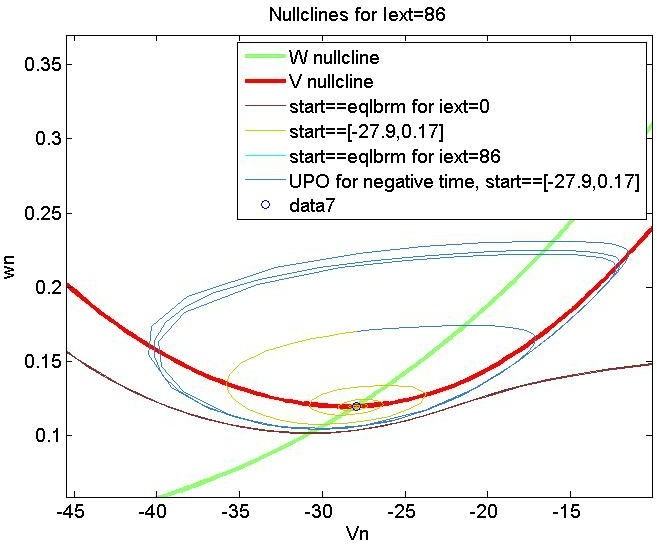 Nullclines for Iext=86
0.35
0.3
0.25
0.2
0.15
0.1
wn
W nullcline
V nullcline
start==eqlbrm for iext=0
start==[-27.9,0.17]
start==eqlbrm for iext=86
UPO for negative time, start==[-27.9,0.17]
data7
-45 -40 -35 -30 -25 -20 -15
Vn